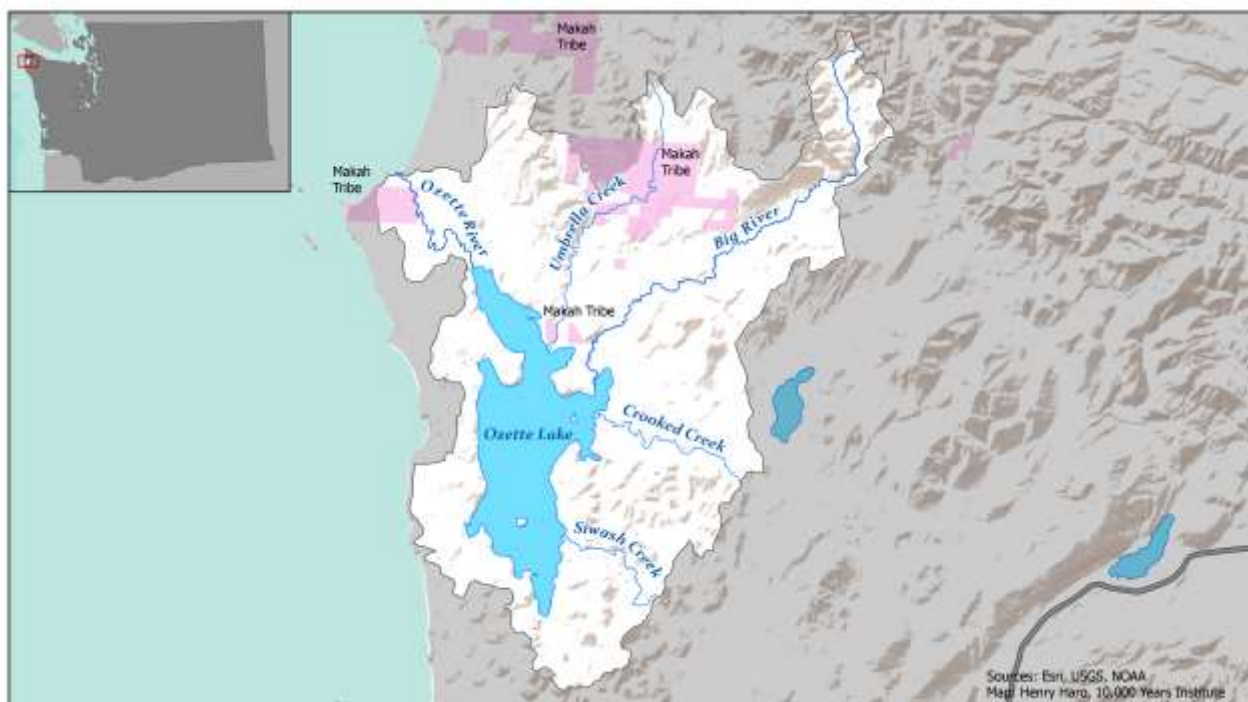 Makah
Tribe
Makah
Tribe
Makah
Tribe
Ozette River
Umbrella Creek
Big River
Makah Tribe
Crooked Creek
Ozette Lake
Siwash Creek
Sources: Esri, USGS, NOAA
Map: Henry Haro, 10,000 Years Institute